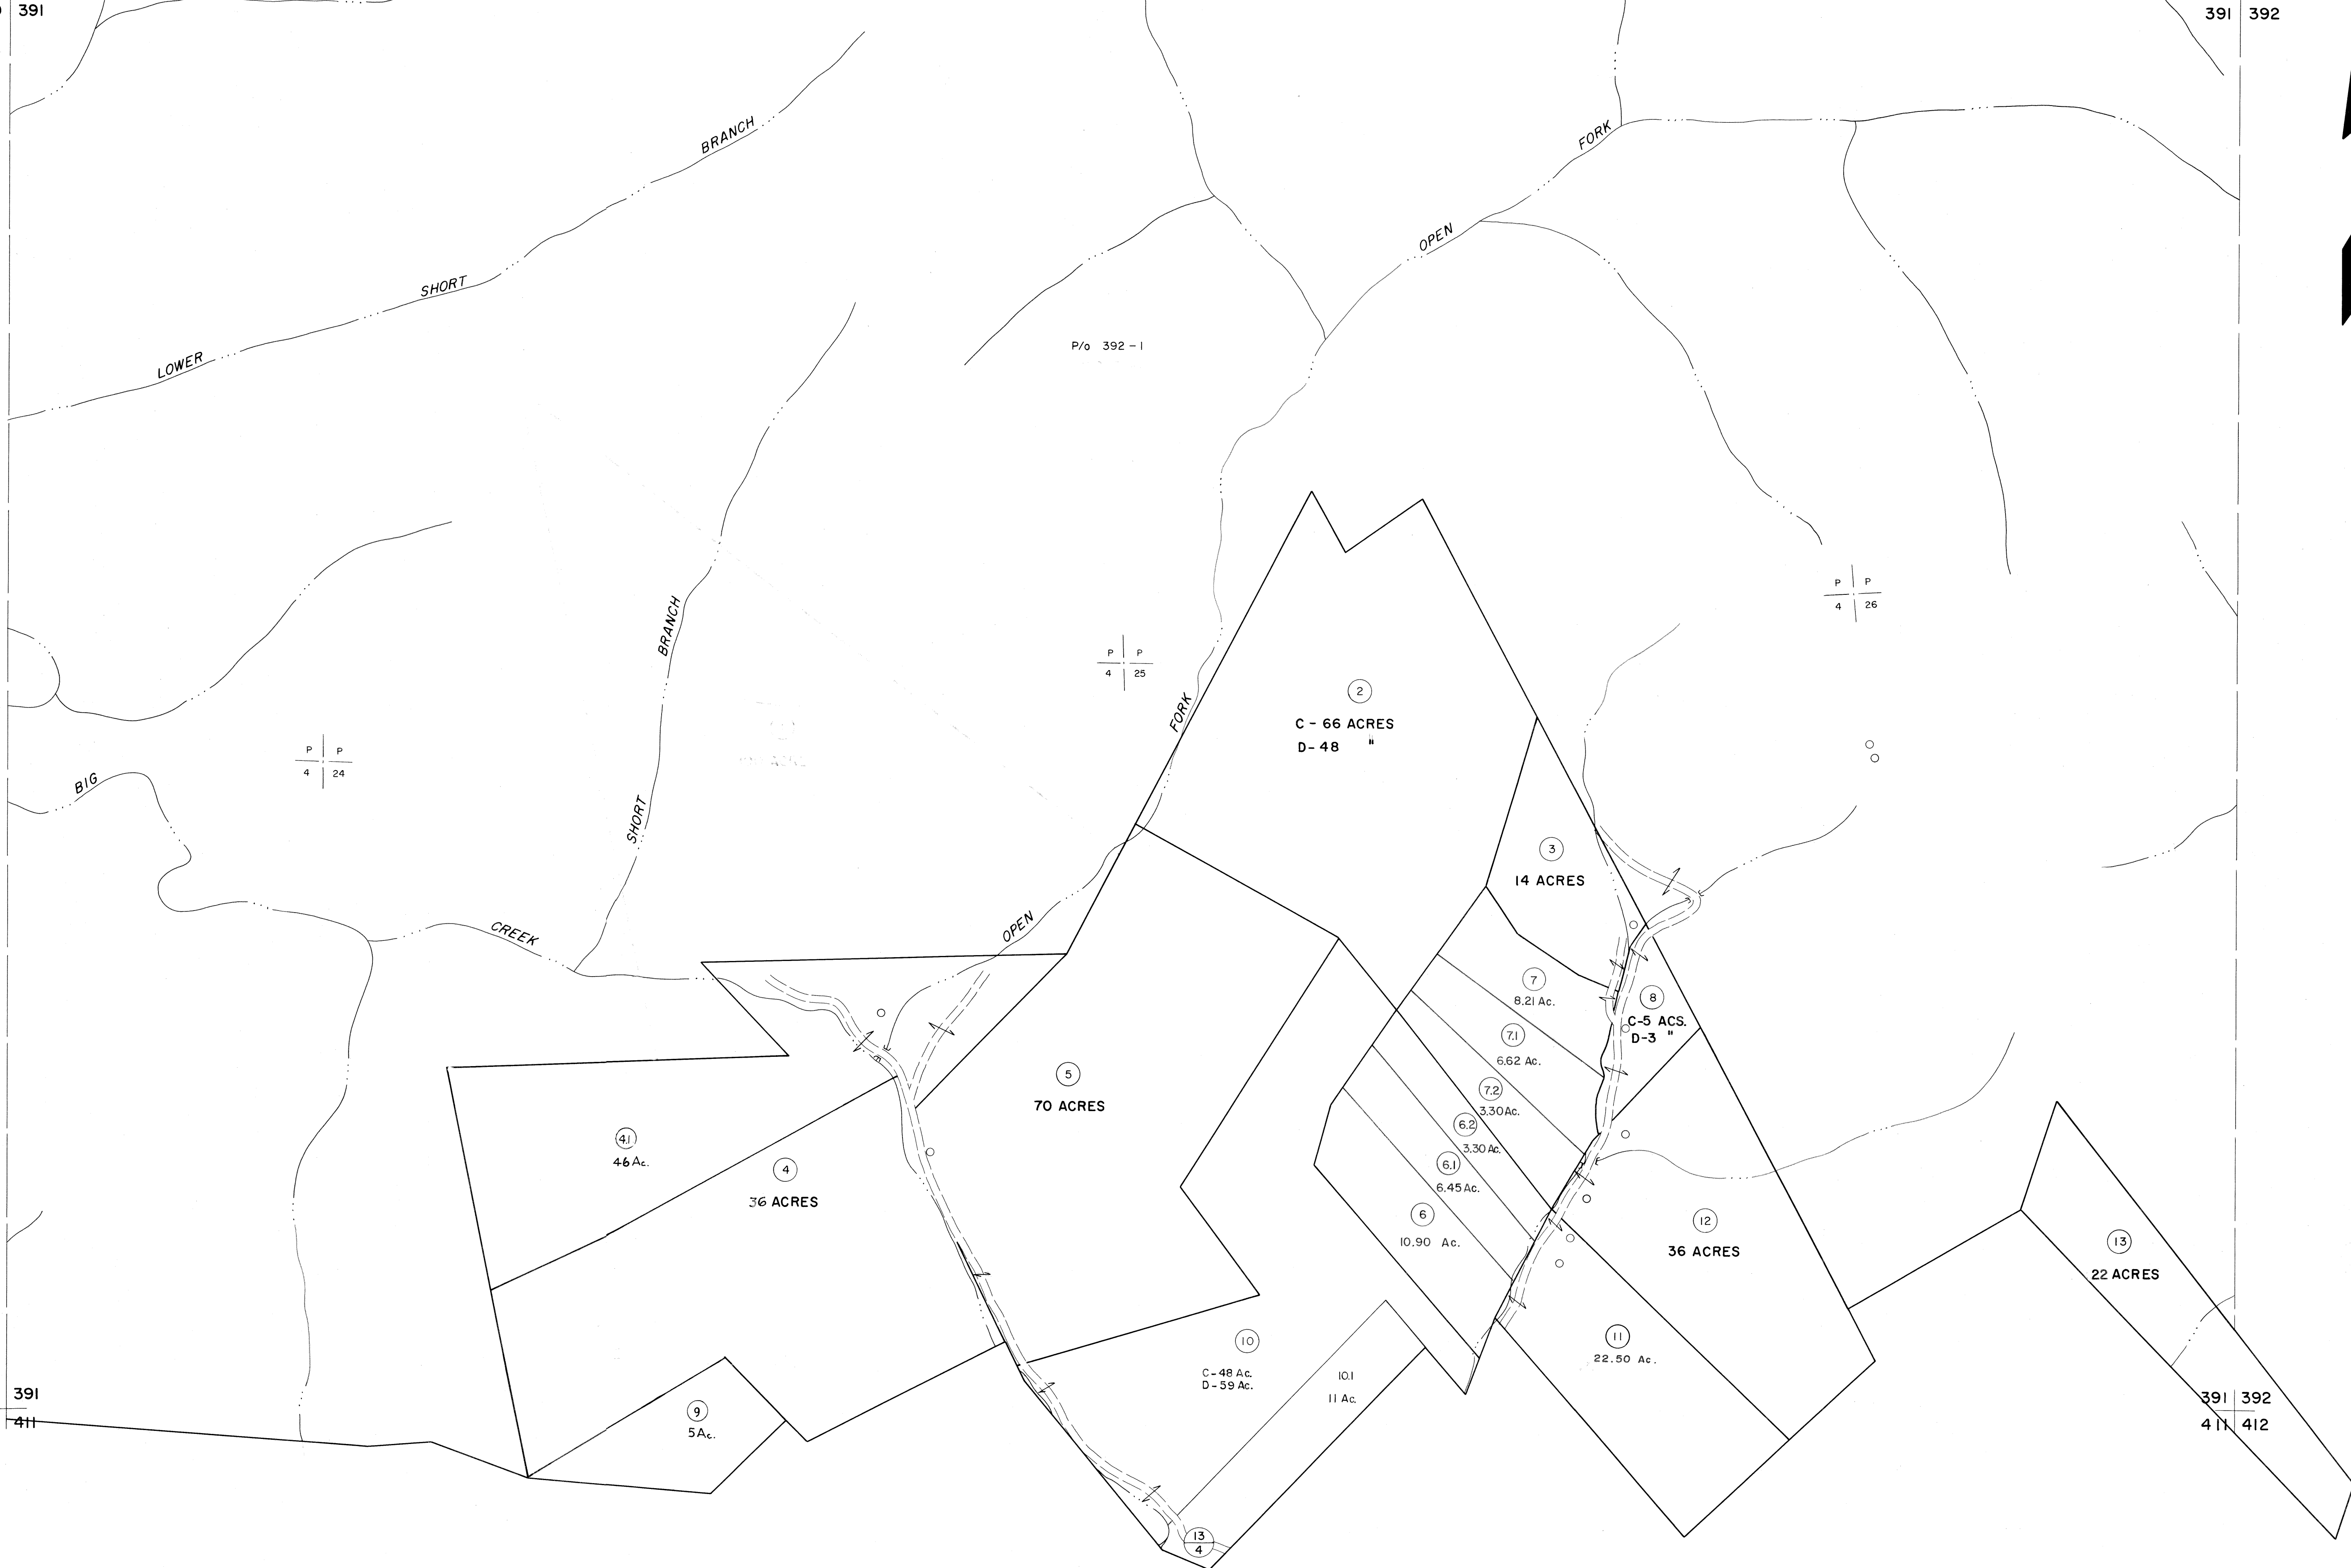 391
391 392
BRANCH
FORK
OPEN
SHORT
LOWER
P/o 392-1
P P
4 26
BRANCH
P P
4 25
2
C - 66 ACRES
D - 48 "
FORK
P P
4 24
BIG
SHORT
3
14 ACRES
OPEN
CREEK
7
8.21 Ac.
8
C-5 ACS.
D-3 "
7.1
6.62 Ac.
5
70 ACRES
7.2
3.30 Ac.
6.2
3.30 Ac.
4.1
46 Ac.
4
36 ACRES
6.1
6.45 Ac.
6
10.90 Ac.
12
36 ACRES
13
22 ACRES
10
C-48 Ac.
D-59 Ac.
10.1
11 Ac.
11
22.50 Ac.
391
411
9
5 Ac.
391 392
411 412
13
4